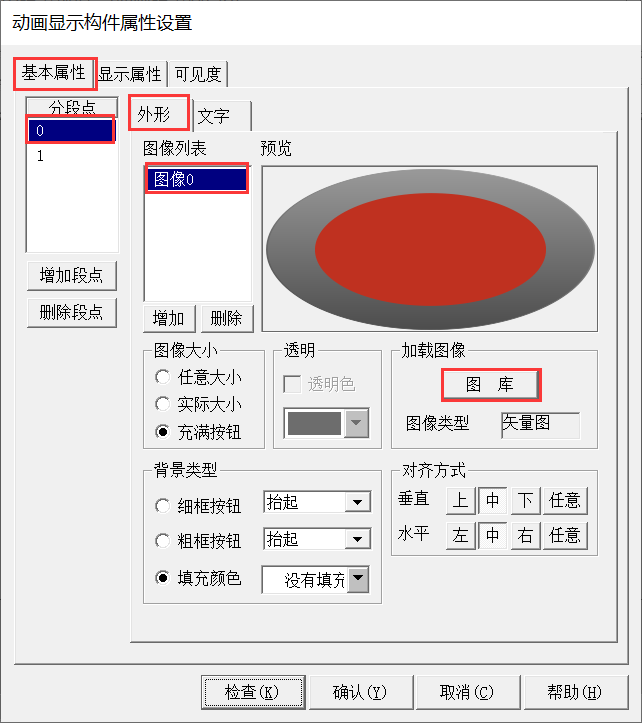 动画显示构件属性设置
基本属性 显示属性 可见度
分段点
0
1
增加段点
删除段点
外形 文字
图像列表 预览
图像0
增加 删除
图像大小
任意大小
实际大小
充满按钮
透明
透明色
加载图像
图 库
图像类型 矢量图
背景类型
细框按钮 抬起
粗框按钮 抬起
填充颜色 没有填充
对齐方式
垂直 上 中 下 任意
水平 左 中 右 任意
检查(K) 确认(Y) 取消(C) 帮助(H)